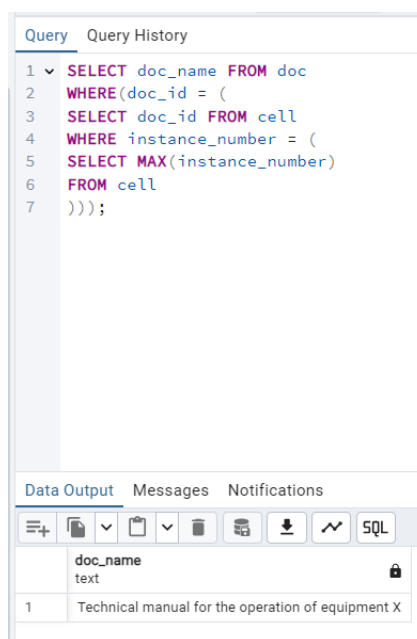 Query Query History
1 SELECT doc_name FROM doc
2 WHERE(doc_id = (
3 SELECT doc_id FROM cell
4 WHERE instance_number = (
5 SELECT MAX(instance_number)
6 FROM cell
7 )));
Data Output Messages Notifications
SQL
doc_name
text
1 Technical manual for the operation of equipment X